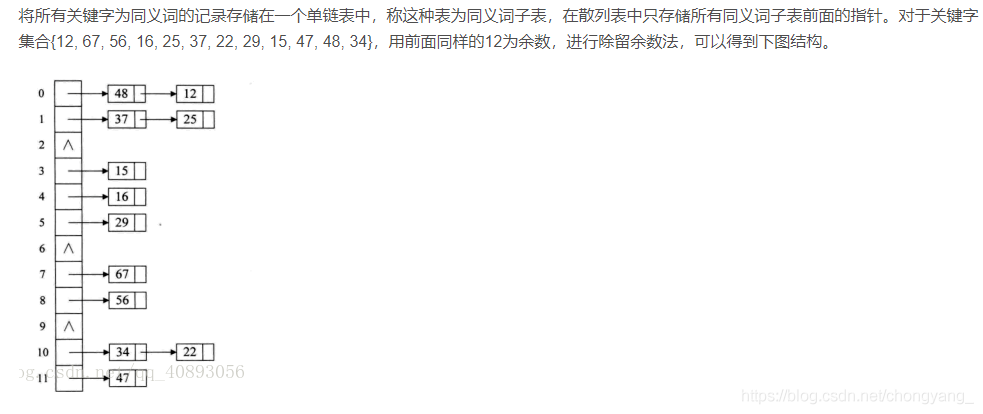 将所有关键字为同义词的记录存储在一个单链表中，称这种表为同义词子表，在散列表中只存储所有同义词子表前面的指针。对于关键字
集合{12, 67, 56, 16, 25, 37, 22, 29, 15, 47, 48, 34}，用前面同样的12为余数，进行除留余数法，可以得到下图结构。
0 48 12
1 37 25
2 ∧
3 15
4 16
5 29
6 ∧
7 67
8 56
9 ∧
10 34 22
og.csdn.net/qq_40893056
11 47
https://blog.csdn.net/chongyang_